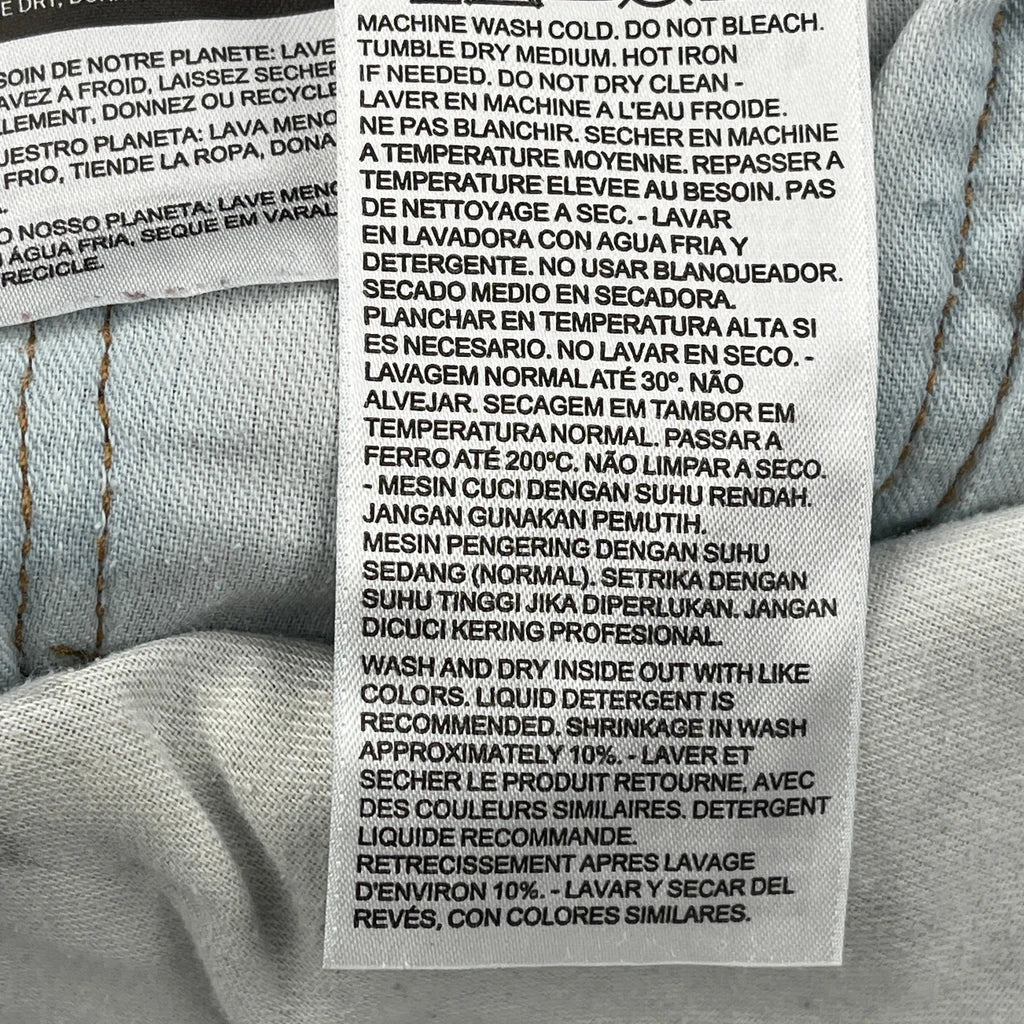 E DRY,
SOIN DE NOTRE PLANETE: LAVE
AVEZ A FROID, LAISSEZ SECHER
LEMENT, DONNEZ OU RECYCLE
UESTRO PLANETA: LAVA MENO
FRIO, TIENDE LA ROPA, DONA
O NOSSO PLANETA: LAVE MENO
ÁGUA FRIA, SEQUE EM VARAL
RECICLE.
MACHINE WASH COLD. DO NOT BLEACH.
TUMBLE DRY MEDIUM. HOT IRON
IF NEEDED. DO NOT DRY CLEAN -
LAVER EN MACHINE A L'EAU FROIDE.
NE PAS BLANCHIR. SECHER EN MACHINE
A TEMPERATURE MOYENNE. REPASSER A
TEMPERATURE ELEVEE AU BESOIN. PAS
DE NETTOYAGE A SEC. - LAVAR
EN LAVADORA CON AGUA FRIA Y
DETERGENTE. NO USAR BLANQUEADOR.
SECADO MEDIO EN SECADORA.
PLANCHAR EN TEMPERATURA ALTA SI
ES NECESARIO. NO LAVAR EN SECO. -
LAVAGEM NORMAL ATÉ 30º. NÃO
ALVEJAR. SECAGEM EM TAMBOR EM
TEMPERATURA NORMAL. PASSAR A
FERRO ATÉ 200ºC. NÃO LIMPAR A SECO.
- MESIN CUCI DENGAN SUHU RENDAH.
JANGAN GUNAKAN PEMUTIH.
MESIN PENGERING DENGAN SUHU
SEDANG (NORMAL). SETRIKA DENGAN
SUHU TINGGI JIKA DIPERLUKAN. JANGAN
DICUCI KERING PROFESIONAL.
WASH AND DRY INSIDE OUT WITH LIKE
COLORS. LIQUID DETERGENT IS
RECOMMENDED. SHRINKAGE IN WASH
APPROXIMATELY 10%. - LAVER ET
SECHER LE PRODUIT RETOURNE, AVEC
DES COULEURS SIMILAIRES. DETERGENT
LIQUIDE RECOMMANDE.
RETRECISSEMENT APRES LAVAGE
D'ENVIRON 10%. - LAVAR Y SECAR DEL
REVÉS, CON COLORES SIMILARES.